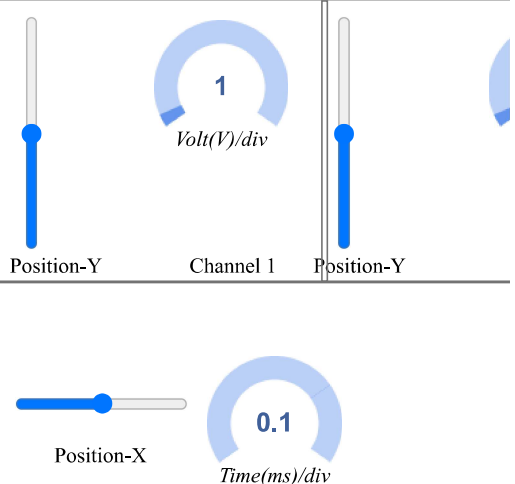 1
Volt(V)/div
Position-Y
Channel 1
Position-Y
0.1
Position-X
Time(ms)/div